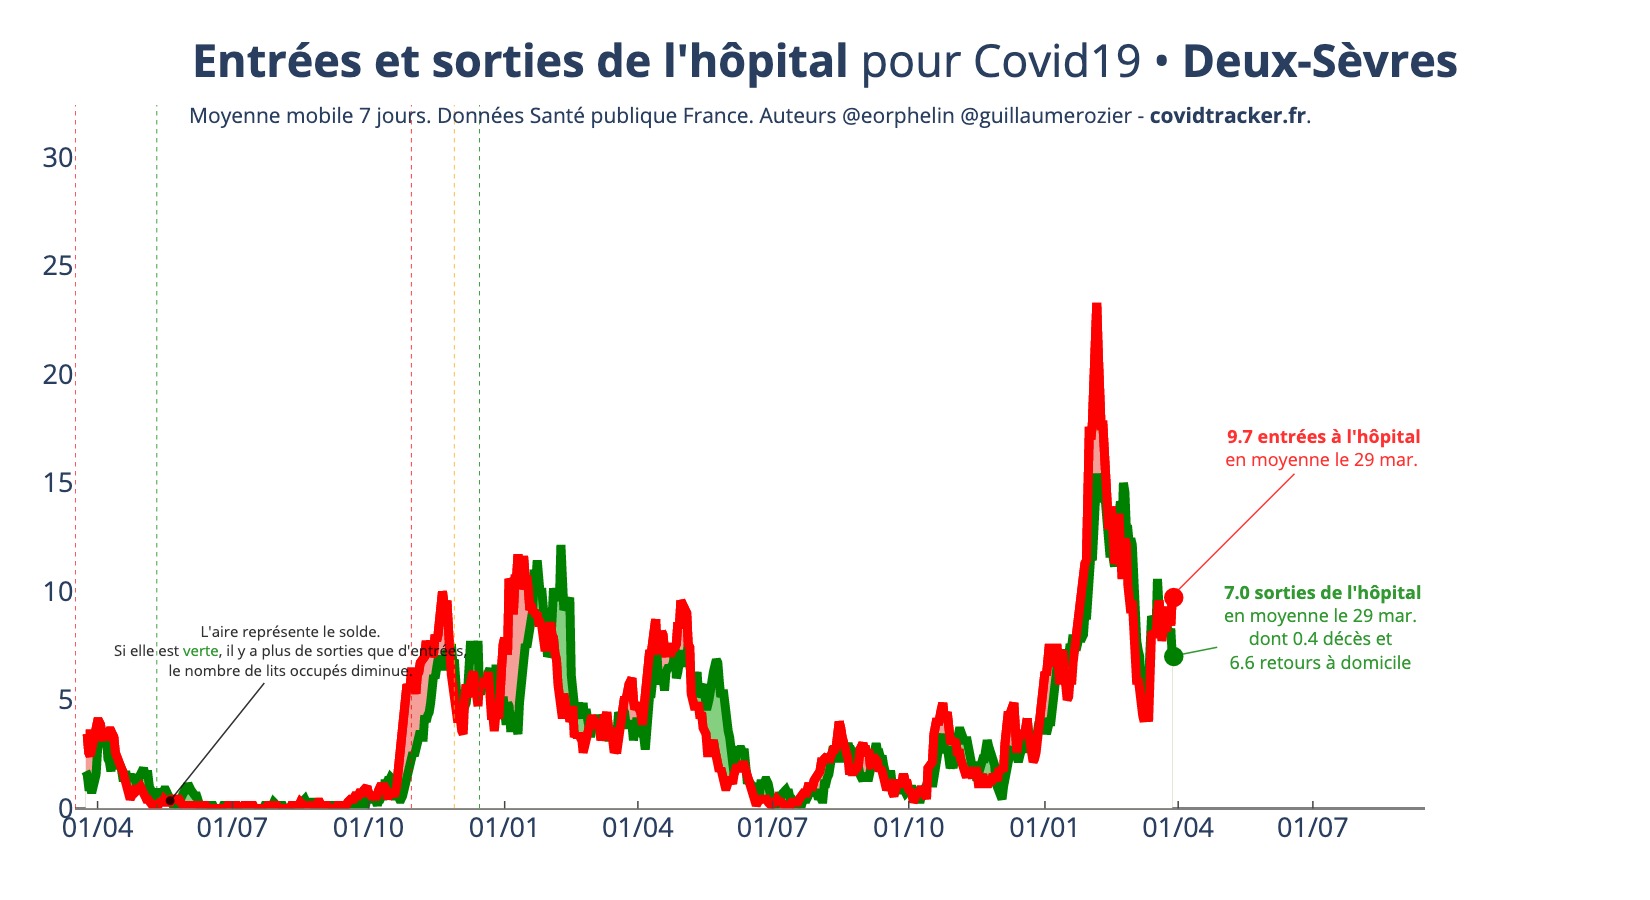 Entrées et sorties de l'hôpital pour Covid19 • Deux-Sèvres
Moyenne mobile 7 jours. Données Santé publique France. Auteurs @eorphelin @guillaumerozier - covidtracker.fr.
30
25
20
15
10
5
0
9.7 entrées à l'hôpital
en moyenne le 29 mar.
7.0 sorties de l'hôpital
en moyenne le 29 mar.
dont 0.4 décès et
6.6 retours à domicile
L'aire représente le solde.
Si elle est verte, il y a plus de sorties que d'entrées,
le nombre de lits occupés diminue.
01/04 01/07 01/10 01/01 01/04 01/07 01/10 01/01 01/04 01/07